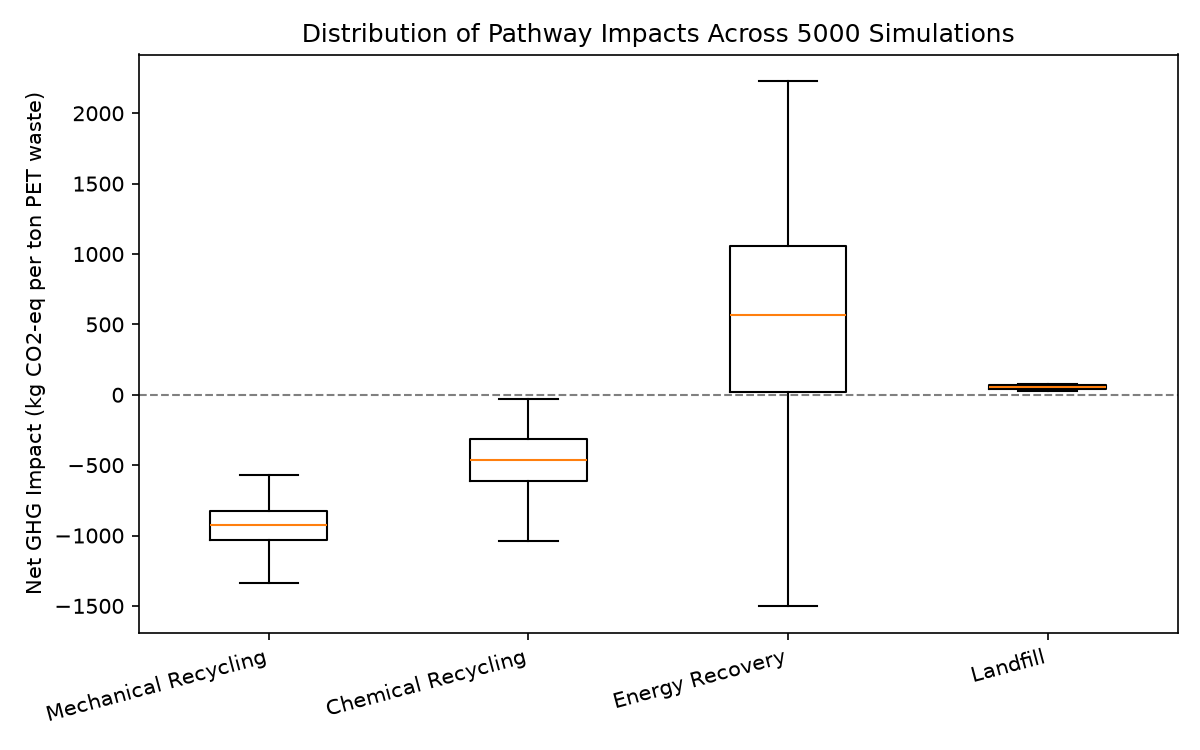 Distribution of Pathway Impacts Across 5000 Simulations
Net GHG Impact (kg CO2-eq per ton PET waste)
2000
1500
1000
500
0
−500
−1000
−1500
Mechanical Recycling
Chemical Recycling
Energy Recovery
Landfill